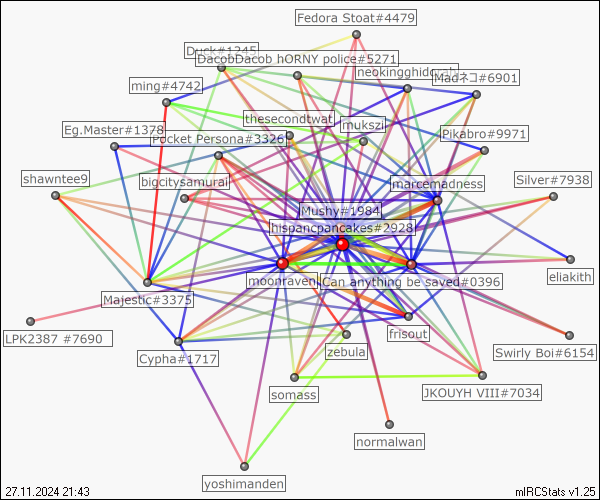 Fedora Stoat#4479
Duck#1245
DacobDacob hORNY police#5271
neokingghidorah
Madネコ#6901
ming#4742
thesecondtwat
mukszi
Eg.Master#1378
Pocket Persona#3326
Pikabro#9971
shawntee9
bigcitysamurai
marcemadness
Silver#7938
Mushy#1984
hispancpancakes#2928
moonraven
Can anything be saved#0396
eliakith
Majestic#3375
LPK2387 #7690
frisout
Cypha#1717
zebula
Swirly Boi#6154
somass
JKOUYH VIII#7034
normalwan
yoshimanden
27.11.2024 21:43
mIRCStats v1.25